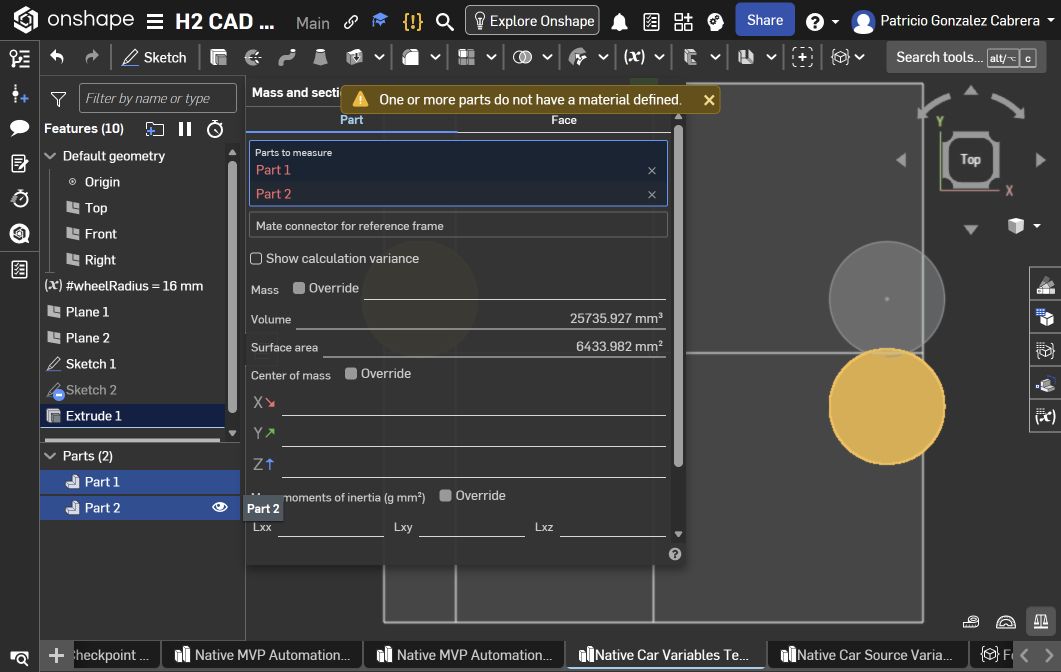 onshape
H2 CAD ...
Main
Explore Onshape
Share
Patricio Gonzalez Cabrera
Sketch
Search tools...
alt/⌥
c
Filter by name or type
Mass and secti
One or more parts do not have a material defined.
Part
Face
Features (10)
Default geometry
Origin
Top
Front
Right
(x) #wheelRadius = 16 mm
Plane 1
Plane 2
Sketch 1
Sketch 2
Extrude 1
Parts (2)
Part 1
Part 2
Parts to measure
Part 1
Part 2
Mate connector for reference frame
Show calculation variance
Mass
Override
Volume
25735.927 mm³
Surface area
6433.982 mm²
Center of mass
Override
X
Y
Z
Part 2
moments of inertia (g mm²)
Override
Lxx
Lxy
Lxz
Y
Top
X
Checkpoint ...
Native MVP Automation...
Native MVP Automation...
Native Car Variables Te...
Native Car Source Varia...